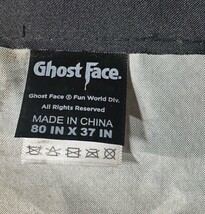 Ghost Face.
Ghost Face ® Fun World Div.
All Rights Reserved
MADE IN CHINA
80 IN X 37 IN